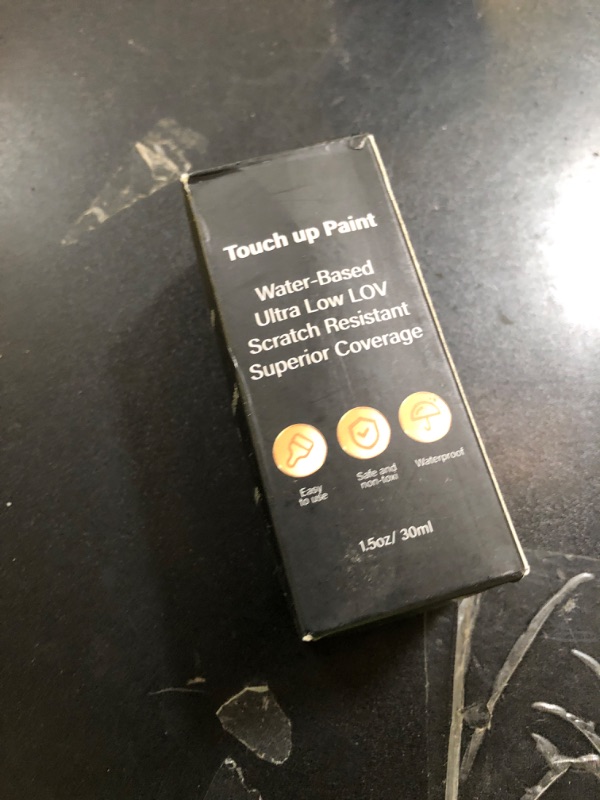 Touch up Paint
Water-Based
Ultra Low LOV
Scratch Resistant
Superior Coverage
Easy
to use
Safe and
non-toxi
Waterproof
1.5oz/ 30ml